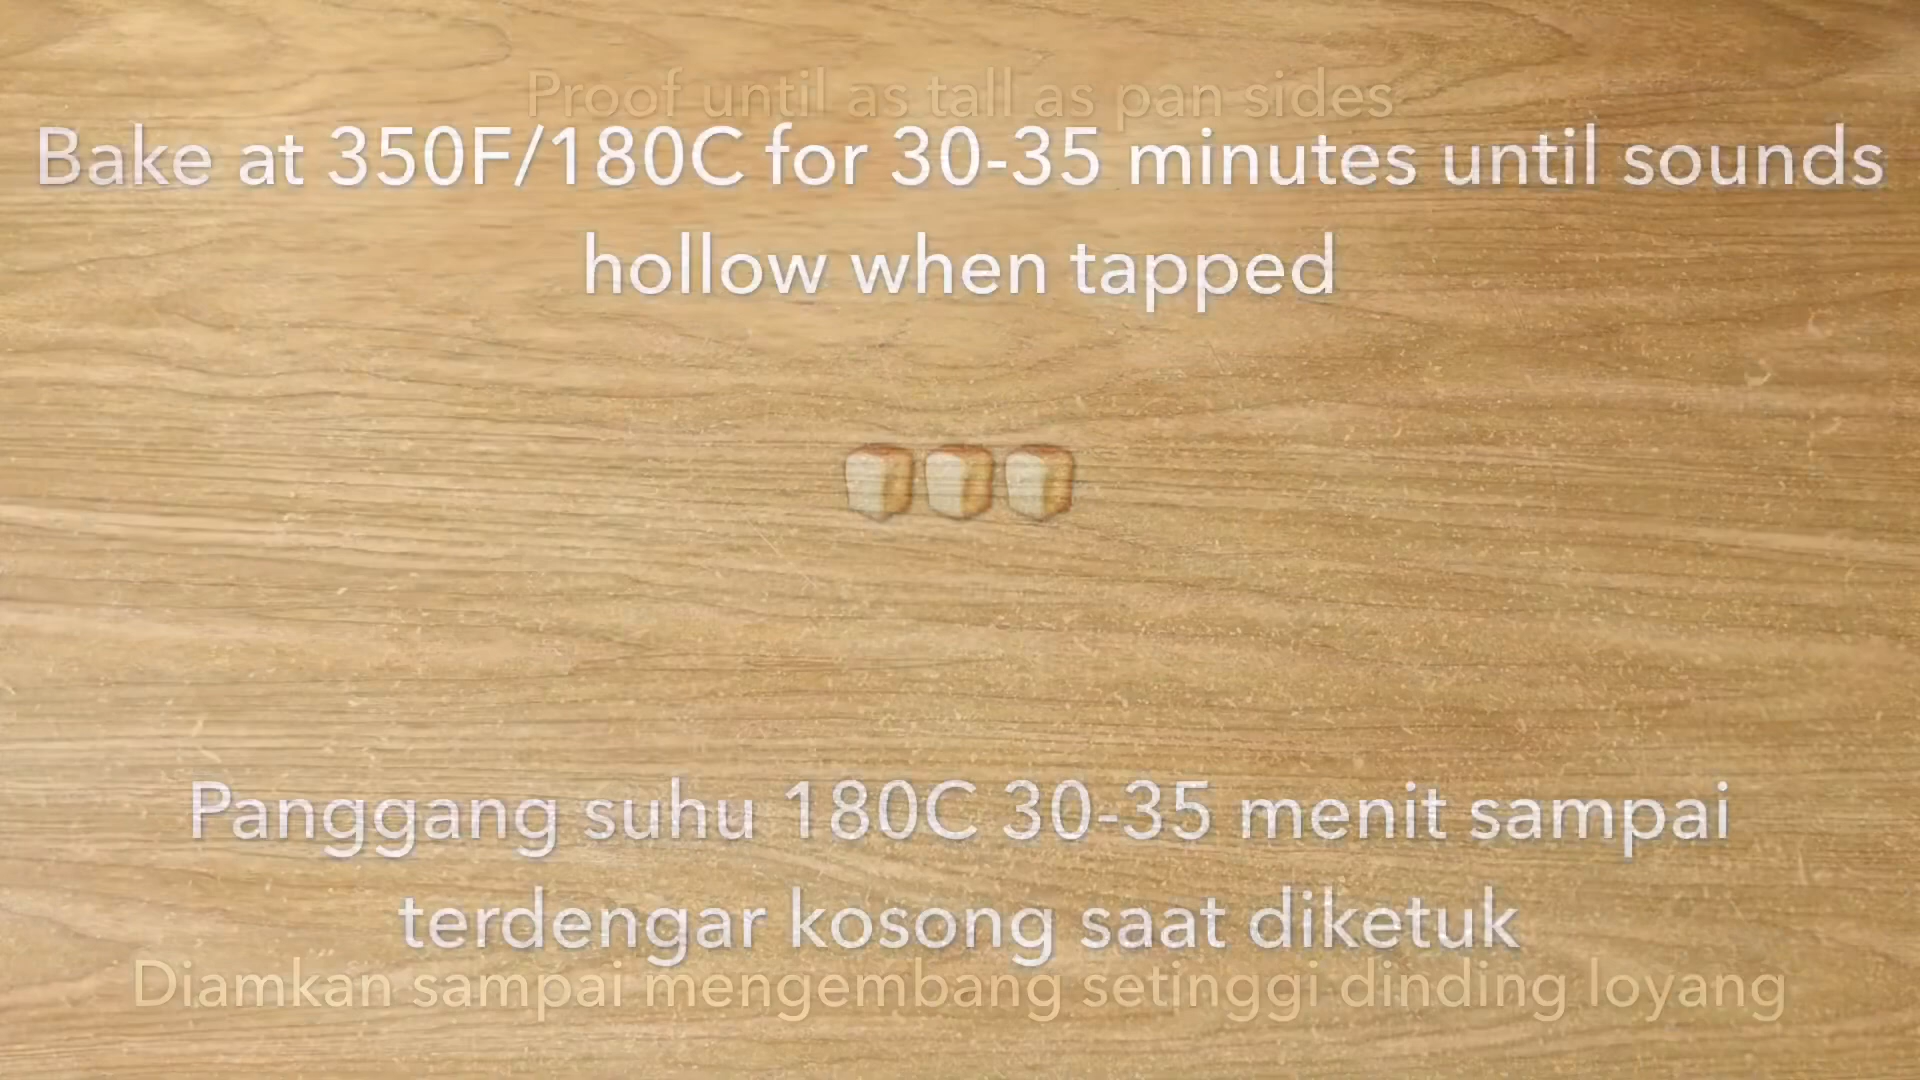 Proof until as tall as pan sides
Bake at 350F/180C for 30-35 minutes until sounds
hollow when tapped
🍞🍞🍞
Panggang suhu 180C 30-35 menit sampai
terdengar kosong saat diketuk
Diamkan sampai mengembang setinggi dinding loyang